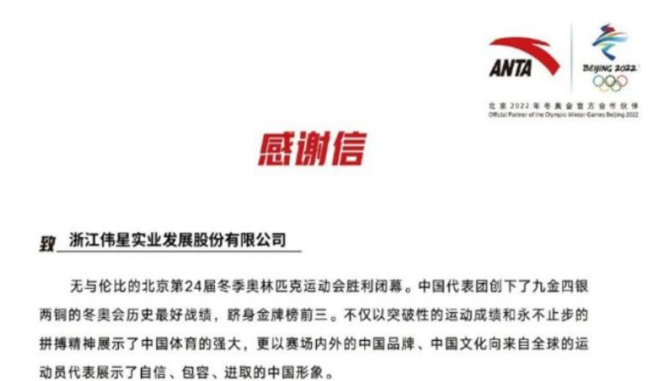 ANTA
BEIJING 2022
北京2022年冬奥会官方合作伙伴
Official Partner of the Olympic Winter Games Beijing 2022
感谢信
致 浙江伟星实业发展股份有限公司
无与伦比的北京第24届冬季奥林匹克运动会胜利闭幕。中国代表团创下了九金四银
两铜的冬奥会历史最好战绩，跻身金牌榜前三。不仅以突破性的运动成绩和永不止步的
拼搏精神展示了中国体育的强大，更以赛场内外的中国品牌、中国文化向来自全球的运
动员代表展示了自信、包容、进取的中国形象。